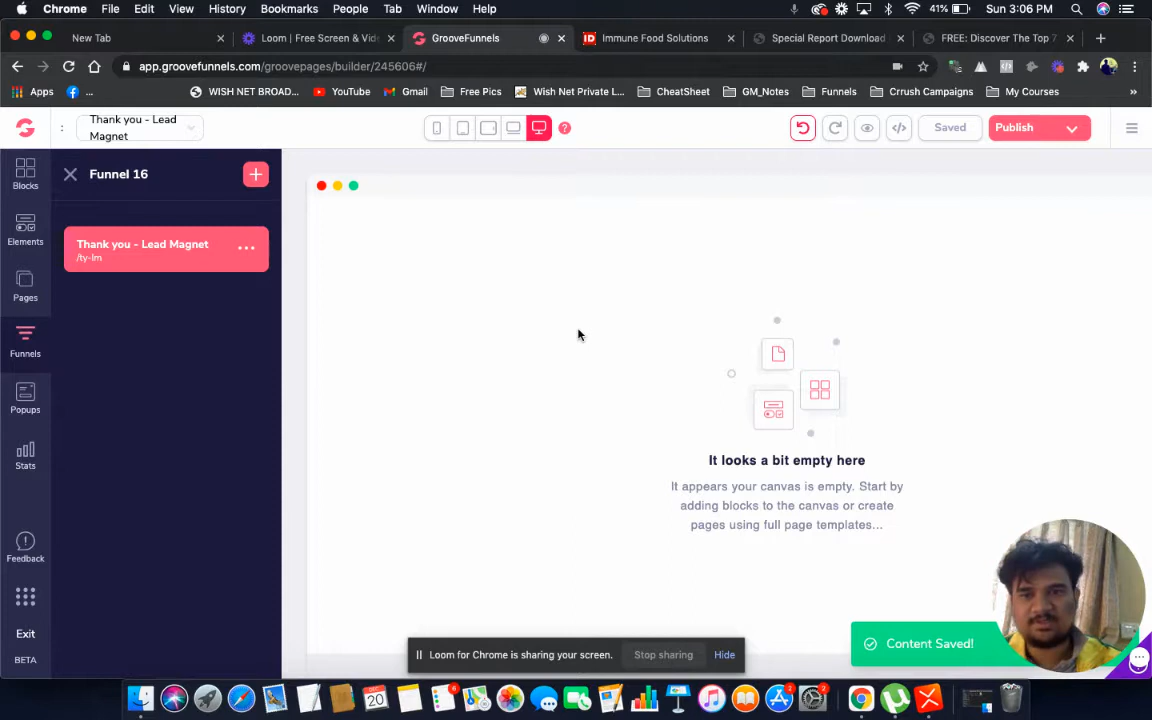 Chrome File Edit View History Bookmarks People Tab Window Help 41% Sun 3:06 PM
New Tab
Loom | Free Screen & Vide
GrooveFunnels
ID Immune Food Solutions
Special Report Download
FREE: Discover The Top 7
app.groovefunnels.com/groovepages/builder/245606#/
Apps
...
WISH NET BROAD...
YouTube
Gmail
Free Pics
Wish Net Private L...
CheatSheet
GM_Notes
Funnels
Crrush Campaigns
My Courses
»
:
Thank you - Lead
Magnet
?
Saved
Publish
Blocks
Elements
Pages
Funnels
Popups
Stats
Feedback
Exit
BETA
Funnel 16
Thank you - Lead Magnet
/ty-lm
...
It looks a bit empty here
It appears your canvas is empty. Start by
adding blocks to the canvas or create
pages using full page templates...
Content Saved!
Loom for Chrome is sharing your screen.
Stop sharing
Hide
20